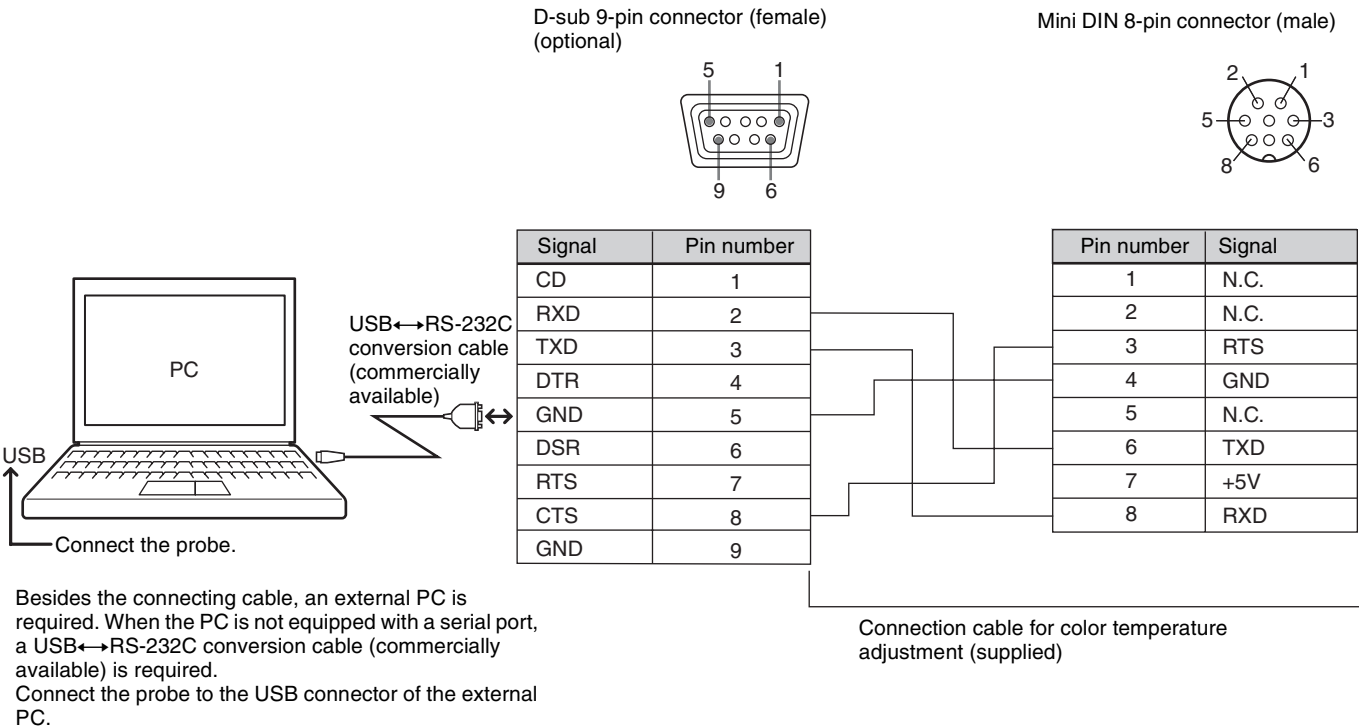 D-sub 9-pin connector (female)
(optional)
Mini DIN 8-pin connector (male)
5 1
9 6
2 1
5 3
8 6
Signal Pin number
CD 1
RXD 2
TXD 3
DTR 4
GND 5
DSR 6
RTS 7
CTS 8
GND 9
Pin number Signal
1 N.C.
2 N.C.
3 RTS
4 GND
5 N.C.
6 TXD
7 +5V
8 RXD
PC
USB←→RS-232C
conversion cable
(commercially
available)
USB
Connect the probe.
Besides the connecting cable, an external PC is
required. When the PC is not equipped with a serial port,
a USB←→RS-232C conversion cable (commercially
available) is required.
Connect the probe to the USB connector of the external
PC.
Connection cable for color temperature
adjustment (supplied)